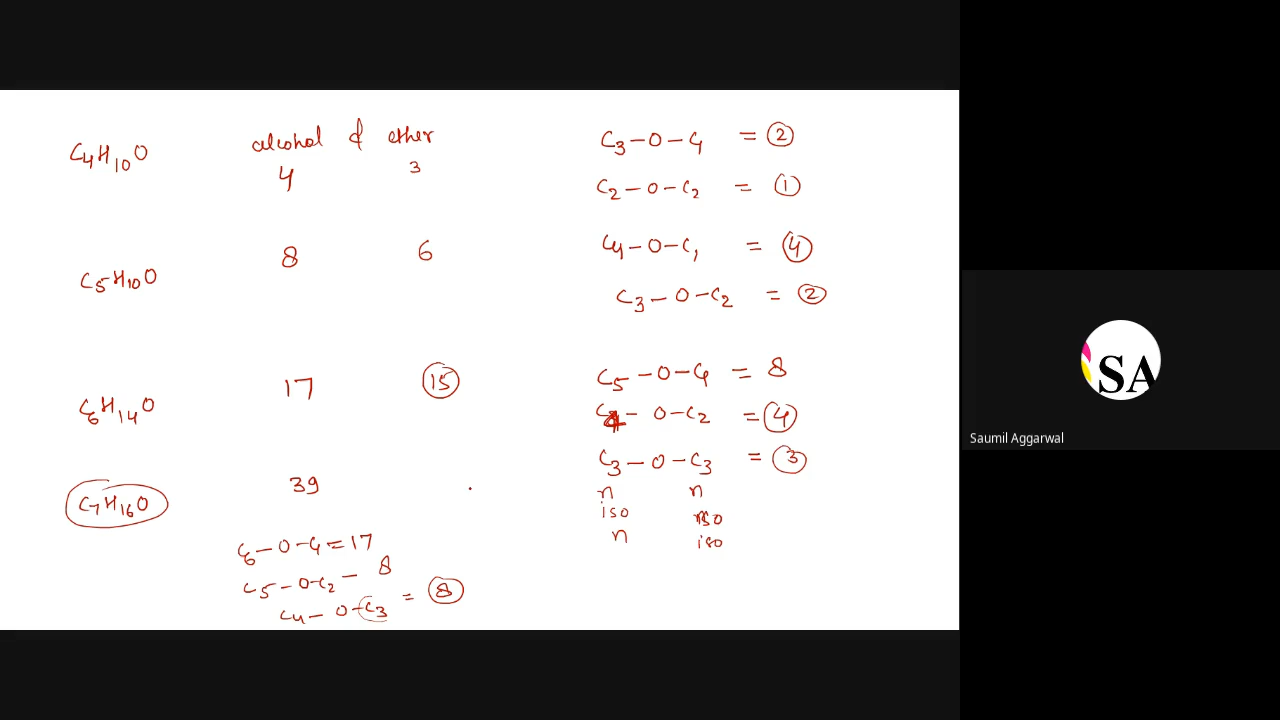 alcohol & ether
C4H10O 4 3
C3-O-C1 = 2
C2-O-C2 = 1
C5H10O 8 6
C4-O-C1 = 4
C3-O-C2 = 2
C6H14O 17 15
C5-O-C1 = 8
C4-O-C2 = 4
C3-O-C3 = 3
n n
iso iso
n iso
C7H16O 39
C6-O-C1 = 17
C5-O-C2 - 8
C4-O-C3 = 8
SA
Saumil Aggarwal